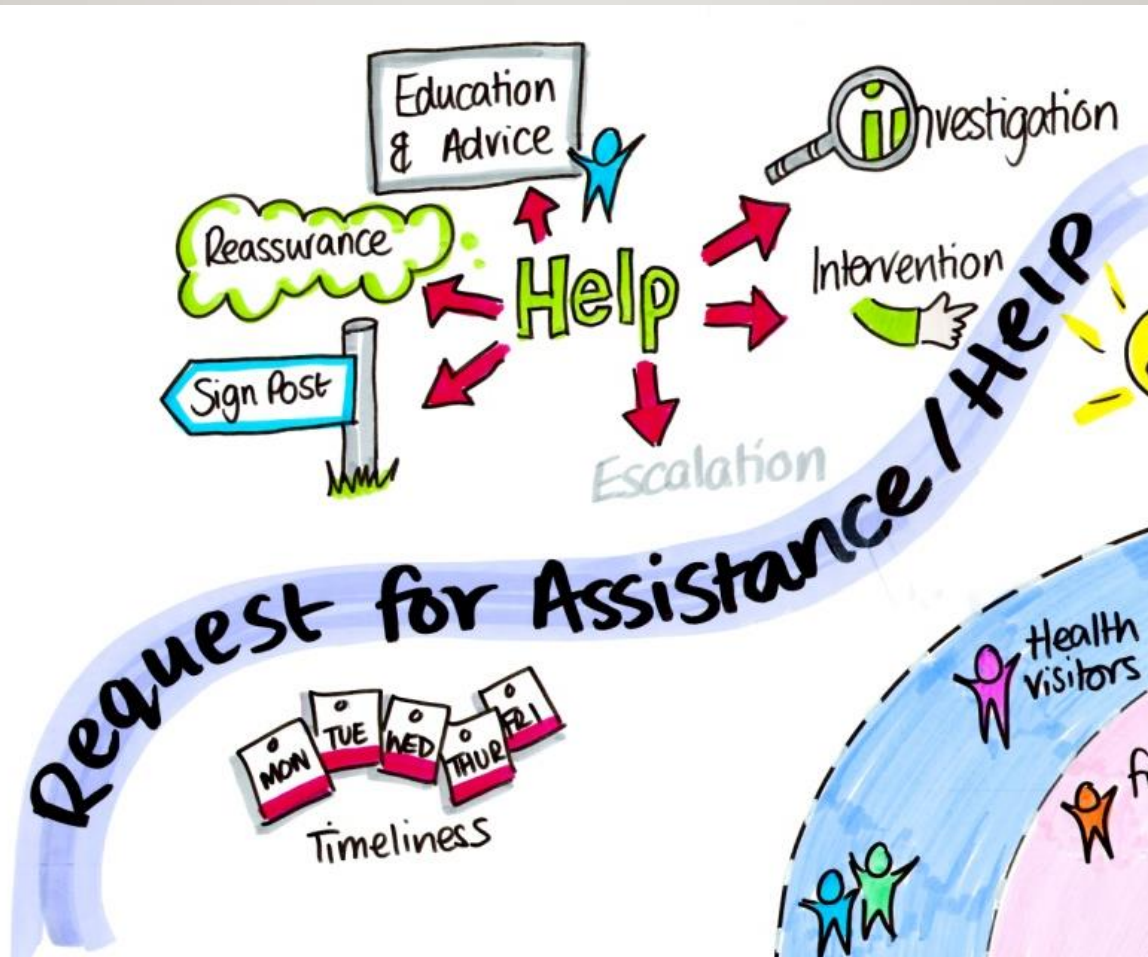 Education
& Advice
investigation
Reassurance
Help
Intervention
Sign Post
Escalation
Request for Assistance / Help
MON
TUE
WED
THUR
FRI
Timeliness
Health
visitors